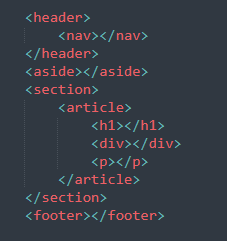 <header>
    <nav></nav>
</header>
<aside></aside>
<section>
    <article>
        <h1></h1>
        <div></div>
        <p></p>
    </article>
</section>
<footer></footer>